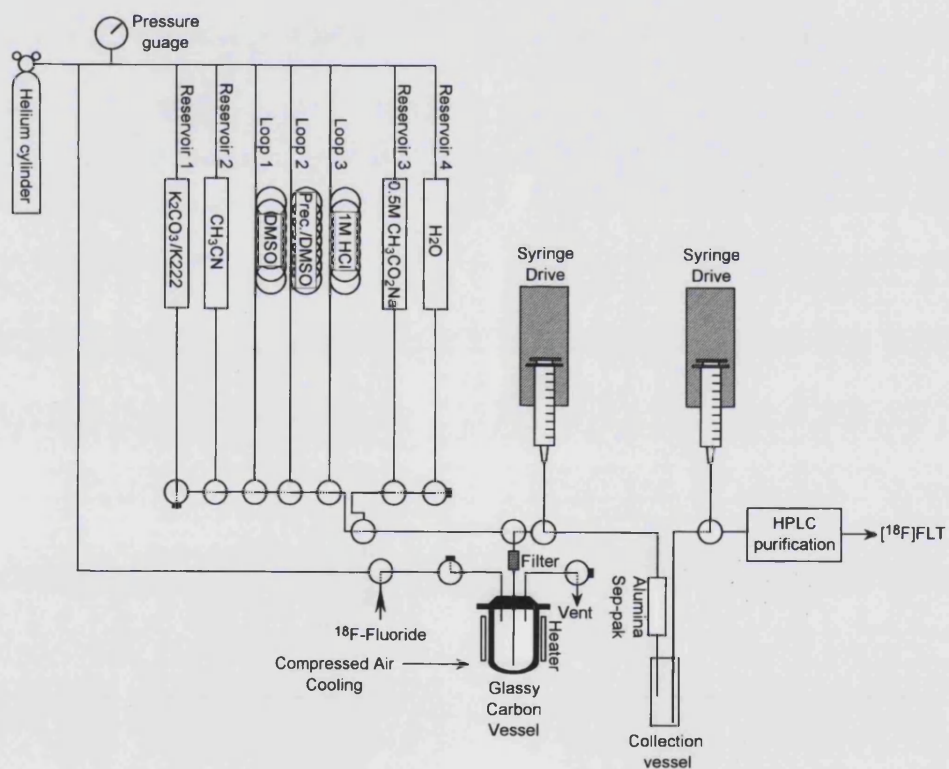 Pressure
guage
Helium cylinder
Reservoir 1
Reservoir 2
Loop 1
Loop 2
Loop 3
Reservoir 3
Reservoir 4
K2CO3/K222
CH3CN
DMSO
Prec./DMSO
1M HCl
0.5M CH3CO2Na
H2O
Syringe
Drive
Syringe
Drive
HPLC
purification
[18F]FLT
Filter
Vent
Heater
Alumina
Sep-pak
18F-Fluoride
Compressed Air
Cooling
Glassy
Carbon
Vessel
Collection
vessel